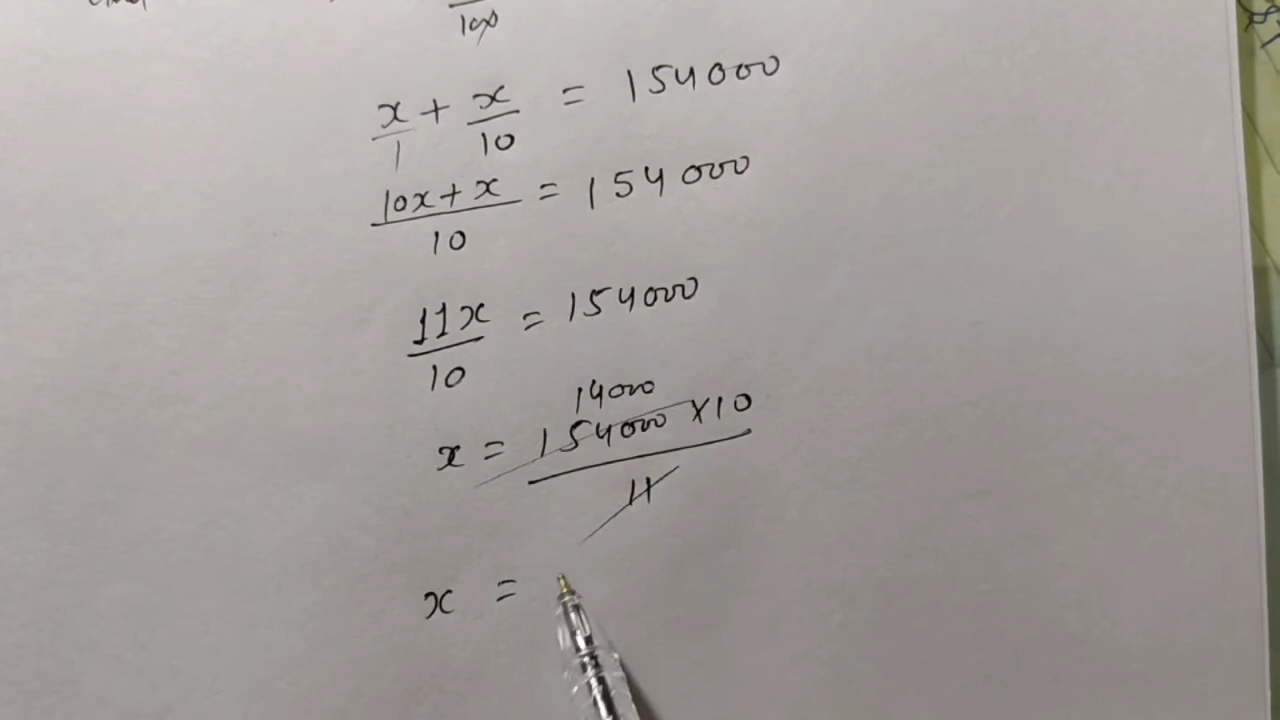 100
x/1 + x/10 = 154000
10x + x/10 = 154000
11x/10 = 154000
14000
x = 154000 × 10/11
x =